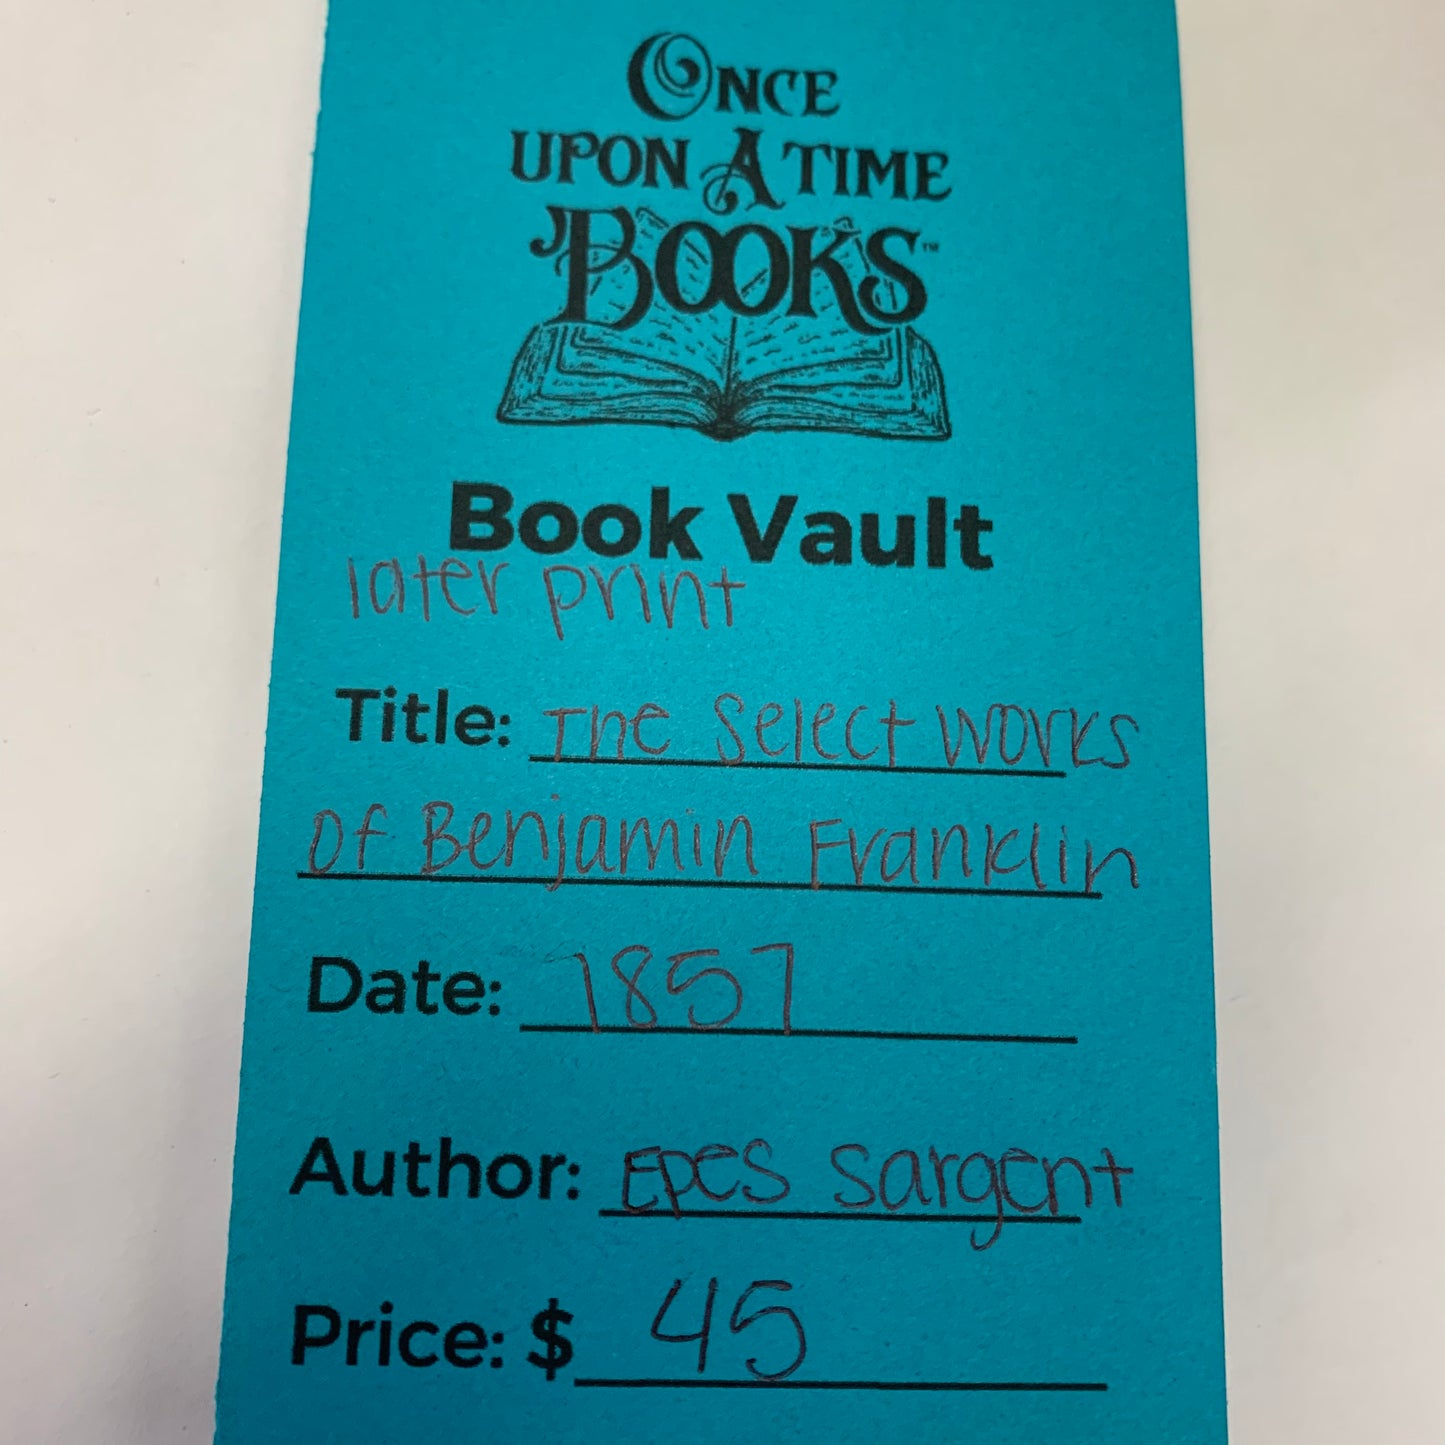 ONCE
UPON A TIME
BOOKS™
Book Vault
later print
Title: The Select Works
of Benjamin Franklin
Date: 1857
Author: Epes Sargent
Price: $ 45